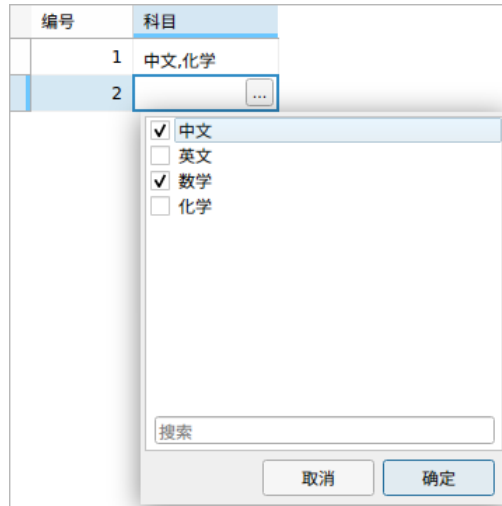 编号 科目
1 中文,化学
2 ...
中文
英文
数学
化学
搜索
取消 确定